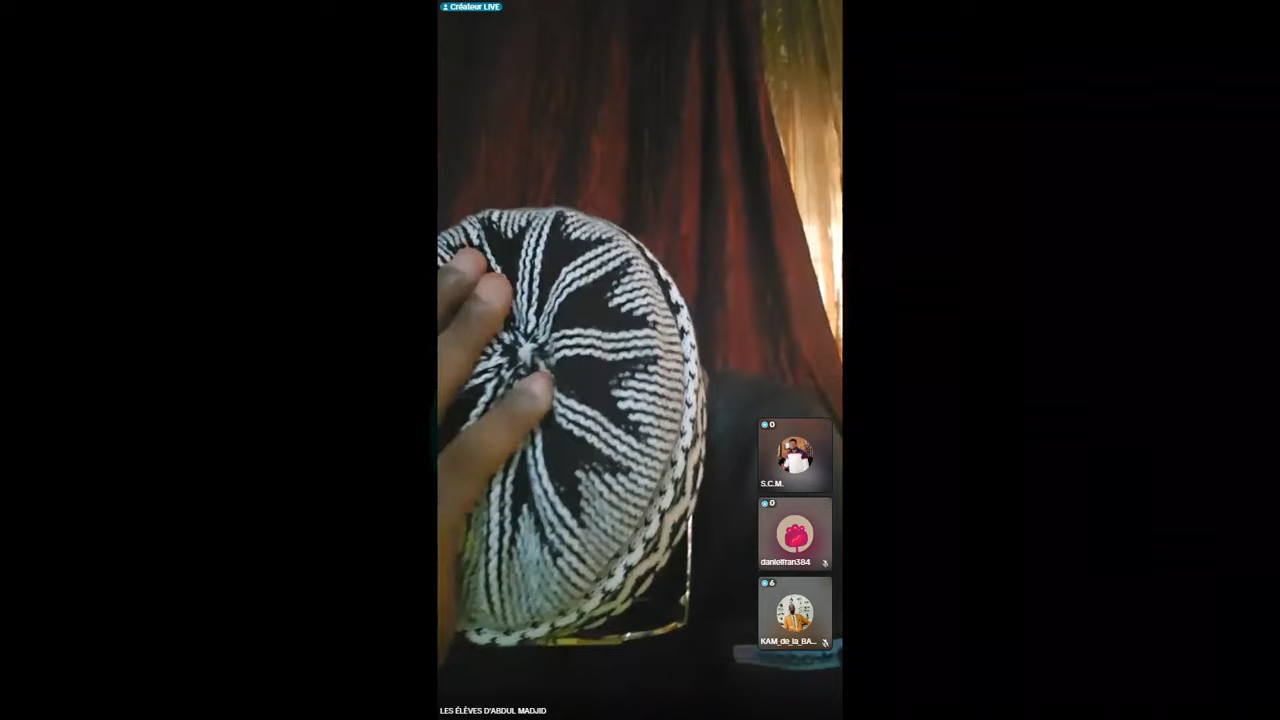 Créateur LIVE
0
S.C.M.
0
danielfran384
6
KAM_de_la_BA...
LES ÉLÈVES D'ABDUL MADJID